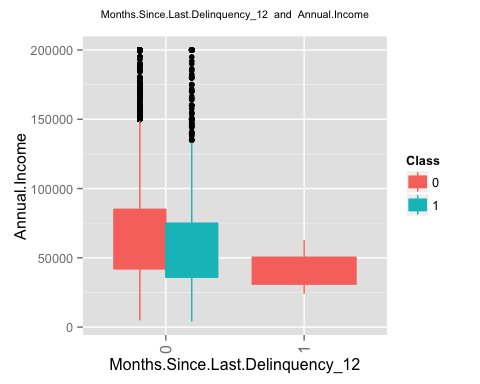 Months.Since.Last.Delinquency_12 and Annual.Income
200000
150000
100000
50000
0
Annual.Income
0
1
Months.Since.Last.Delinquency_12
Class
0
1